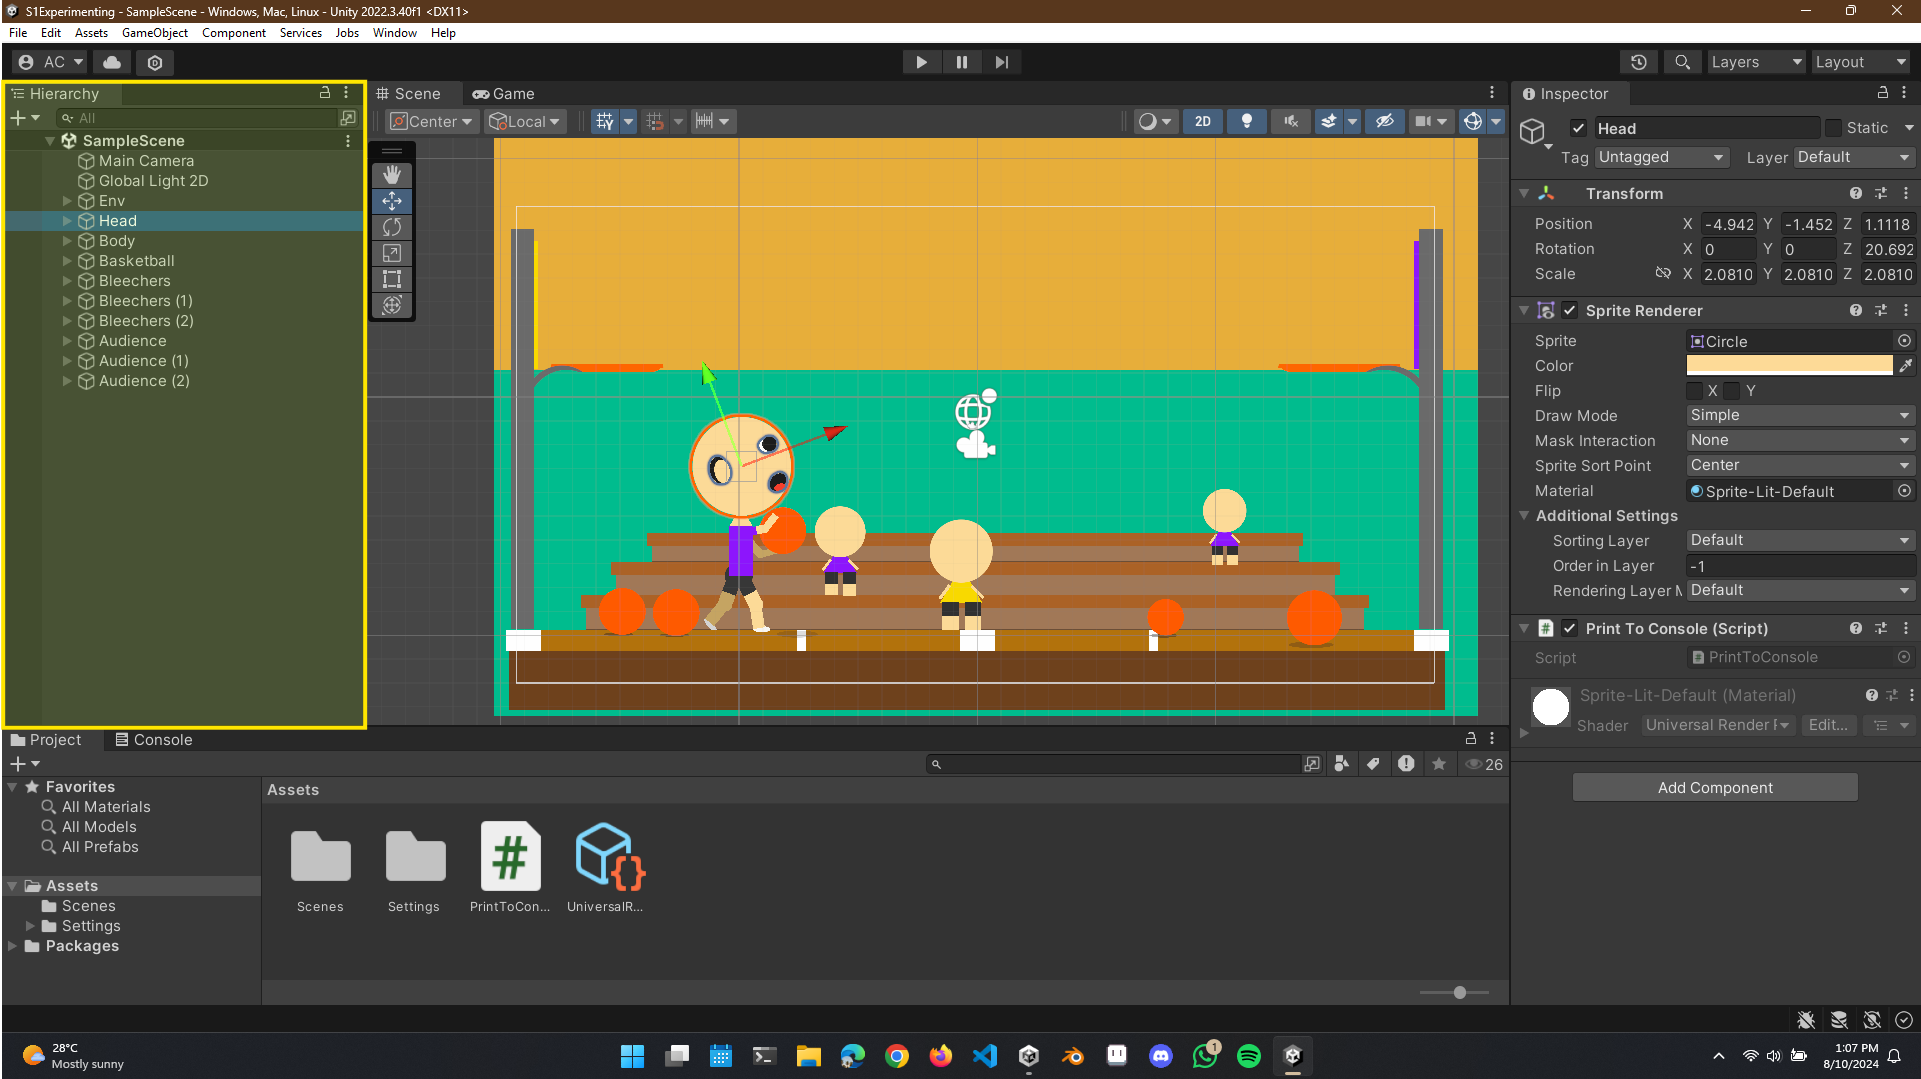 S1Experimenting - SampleScene - Windows, Mac, Linux - Unity 2022.3.40f1 <DX11>
File Edit Assets GameObject Component Services Jobs Window Help
AC
Layers Layout
Hierarchy
All
SampleScene
Main Camera
Global Light 2D
Env
Head
Body
Basketball
Bleechers
Bleechers (1)
Bleechers (2)
Audience
Audience (1)
Audience (2)
Scene Game
Center Local 2D
Inspector
Head Static
Tag Untagged Layer Default
Transform
Position X -4.942 Y -1.452 Z 1.1118
Rotation X 0 Y 0 Z 20.692
Scale X 2.0810 Y 2.0810 Z 2.0810
Sprite Renderer
Sprite Circle
Color
Flip X Y
Draw Mode Simple
Mask Interaction None
Sprite Sort Point Center
Material Sprite-Lit-Default
Additional Settings
Sorting Layer Default
Order in Layer -1
Rendering Layer M Default
Print To Console (Script)
Script PrintToConsole
Sprite-Lit-Default (Material)
Shader Universal Render F Edit...
Add Component
Project Console
26
Favorites
All Materials
All Models
All Prefabs
Assets
Scenes
Settings
Packages
Assets
Scenes Settings PrintToCon... UniversalR...
28°C
Mostly sunny
1
1:07 PM
8/10/2024